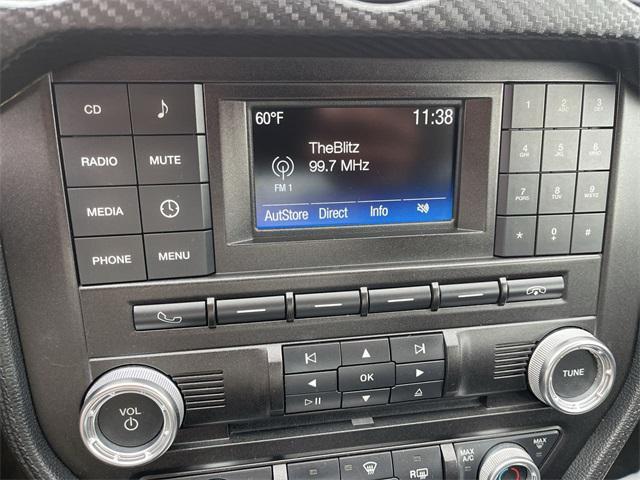 CD
RADIO MUTE
MEDIA
PHONE MENU
60°F 11:38
TheBlitz
99.7 MHz
FM 1
AutStore Direct Info
1 2 ABC 3 DEF
4 GHI 5 JKL 6 MNO
7 PQRS 8 TUV 9 WXYZ
* 0 + #
OK
VOL
TUNE
R
MAX A/C
MAX